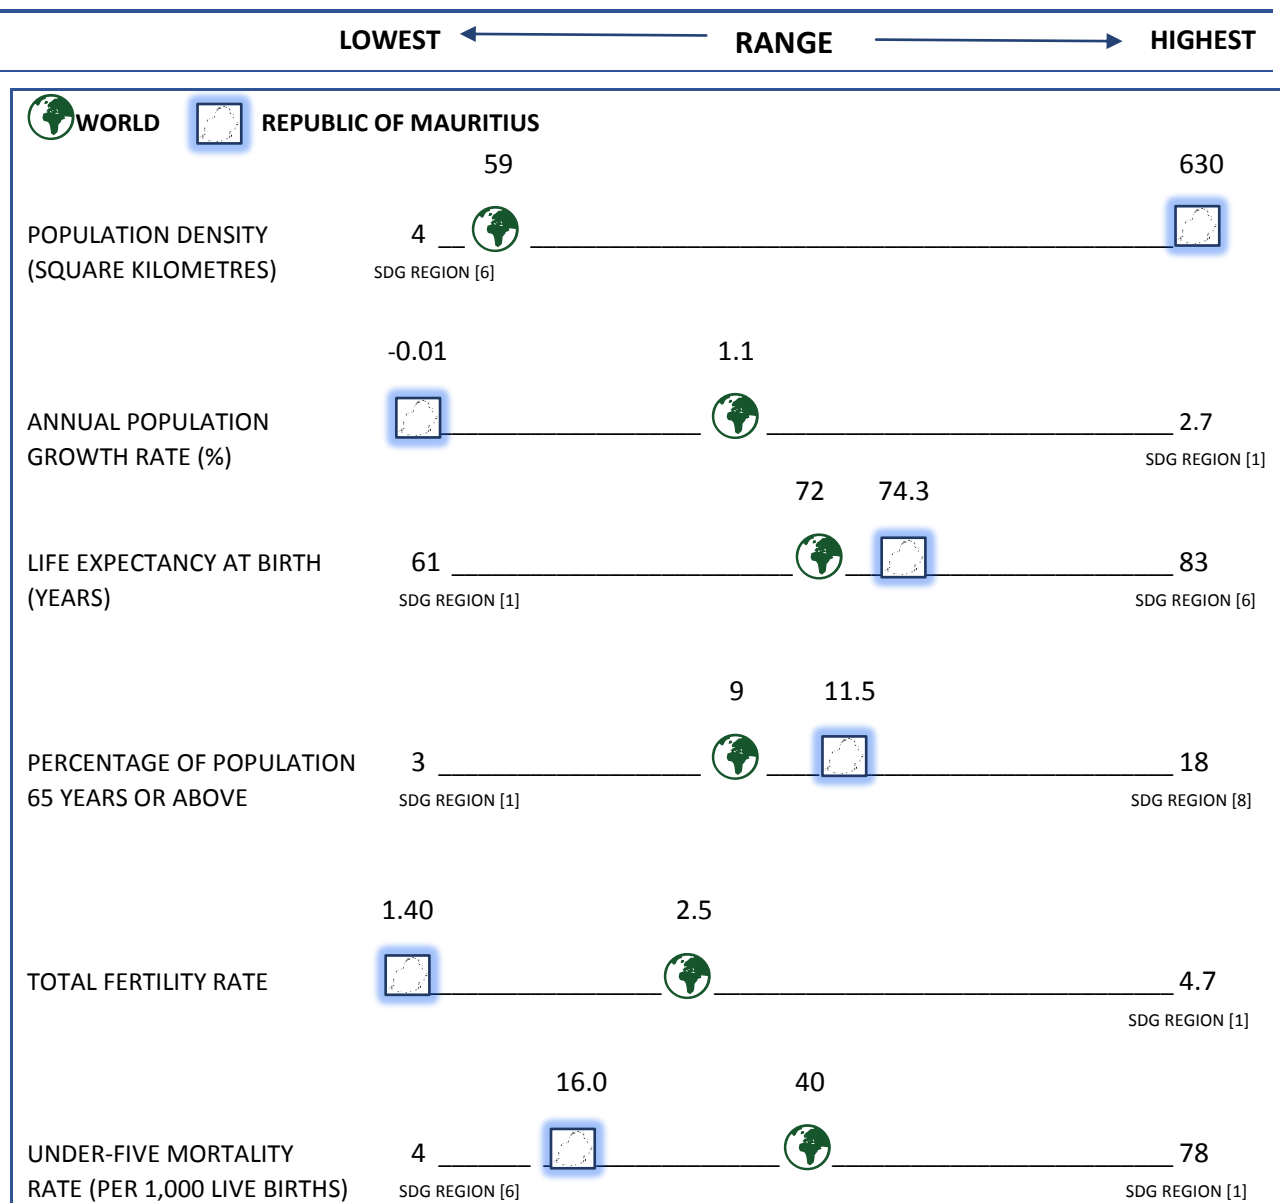 LOWEST RANGE HIGHEST
WORLD REPUBLIC OF MAURITIUS
59 630
POPULATION DENSITY 4
(SQUARE KILOMETRES) SDG REGION [6]
-0.01 1.1
ANNUAL POPULATION 2.7
GROWTH RATE (%) SDG REGION [1]
72 74.3
LIFE EXPECTANCY AT BIRTH 61 83
(YEARS) SDG REGION [1] SDG REGION [6]
9 11.5
PERCENTAGE OF POPULATION 3 18
65 YEARS OR ABOVE SDG REGION [1] SDG REGION [8]
1.40 2.5
TOTAL FERTILITY RATE 4.7
SDG REGION [1]
16.0 40
UNDER-FIVE MORTALITY 4 78
RATE (PER 1,000 LIVE BIRTHS) SDG REGION [6] SDG REGION [1]